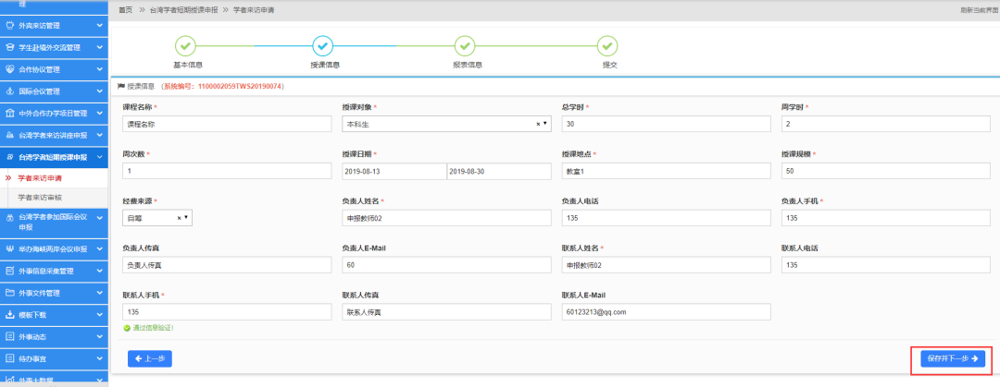 理
外宾来访管理
学生赴境外交流管理
合作协议管理
国际会议管理
中外合作办学项目管理
台湾学者来访讲座申报
台湾学者短期授课申报
学者来访申请
学者来访审核
台湾学者参加国际会议
申报
举办海峡两岸会议申报
外事信息采集管理
外事文件管理
模板下载
外事动态
待办事宜
外事大数据
首页 台湾学者短期授课申报 学者来访申请
刷新当前界面
基本信息 授课信息 报表信息 提交
授课信息 (系统编号：1100002059TWS20190074)
课程名称 * 授课对象 * 总学时 * 周学时 *
课程名称 本科生 × 30 2
周次数 * 授课日期 * 授课地点 * 授课规模 *
1 2019-08-13 2019-08-30 教室1 50
经费来源 * 负责人姓名 * 负责人电话 负责人手机 *
自筹 × 申报教师02 135 135
负责人传真 负责人E-Mail 联系人姓名 * 联系人电话
负责人传真 60 申报教师02 135
联系人手机 * 联系人传真 联系人E-Mail
135 联系人传真 60123213@qq.com
通过信息验证!
上一步 保存并下一步